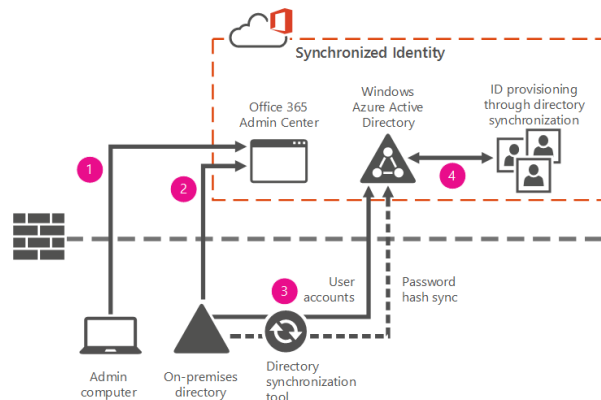 Synchronized Identity
Office 365
Admin Center
Windows
Azure Active
Directory
ID provisioning
through directory
synchronization
1
2
4
3
User
accounts
Password
hash sync
Admin
computer
On-premises
directory
Directory
synchronization
tool